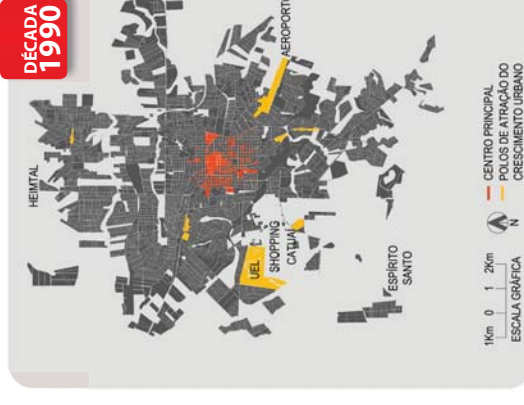 DÉCADA
1990
HEIMTAL
AEROPORTO
UEL
SHOPPING
CATUAÍ
ESPÍRITO
SANTO
1Km 0 1 2Km
ESCALA GRÁFICA
N
CENTRO PRINCIPAL
POLOS DE ATRAÇÃO DO
CRESCIMENTO URBANO